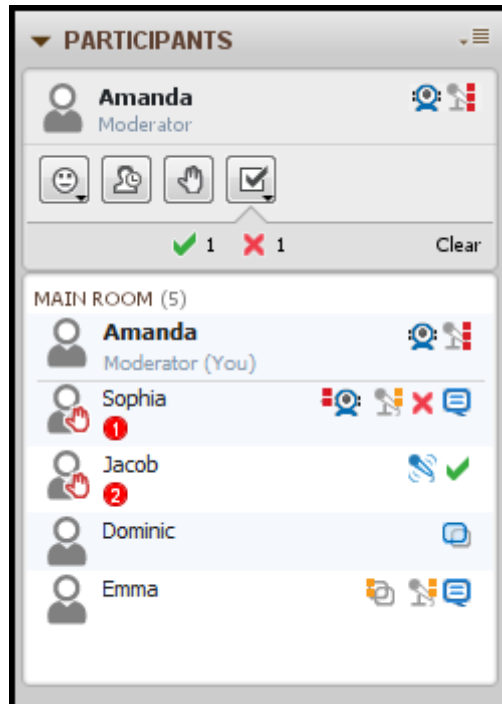 PARTICIPANTS
Amanda
Moderator
1 1 Clear
MAIN ROOM (5)
Amanda
Moderator (You)
Sophia
1
Jacob
2
Dominic
Emma